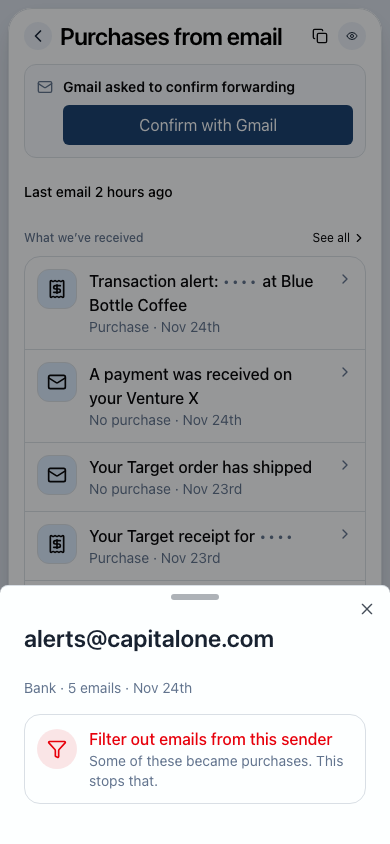 Purchases from email
Gmail asked to confirm forwarding
Confirm with Gmail
Last email 2 hours ago
What we've received
See all
Transaction alert: •••• at Blue
Bottle Coffee
Purchase · Nov 24th
A payment was received on
your Venture X
No purchase · Nov 24th
Your Target order has shipped
No purchase · Nov 23rd
Your Target receipt for ••••
Purchase · Nov 23rd
alerts@capitalone.com
Bank · 5 emails · Nov 24th
Filter out emails from this sender
Some of these became purchases. This
stops that.